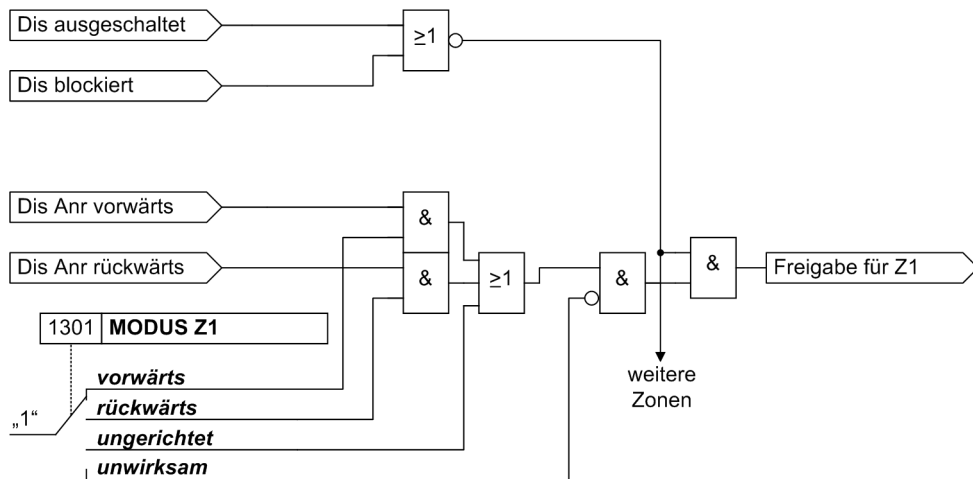 Dis ausgeschaltet
≥1
Dis blockiert
Dis Anr vorwärts
&
Dis Anr rückwärts
&
≥1
&
&
Freigabe für Z1
1301 MODUS Z1
weitere
Zonen
vorwärts
„1“
rückwärts
ungerichtet
unwirksam